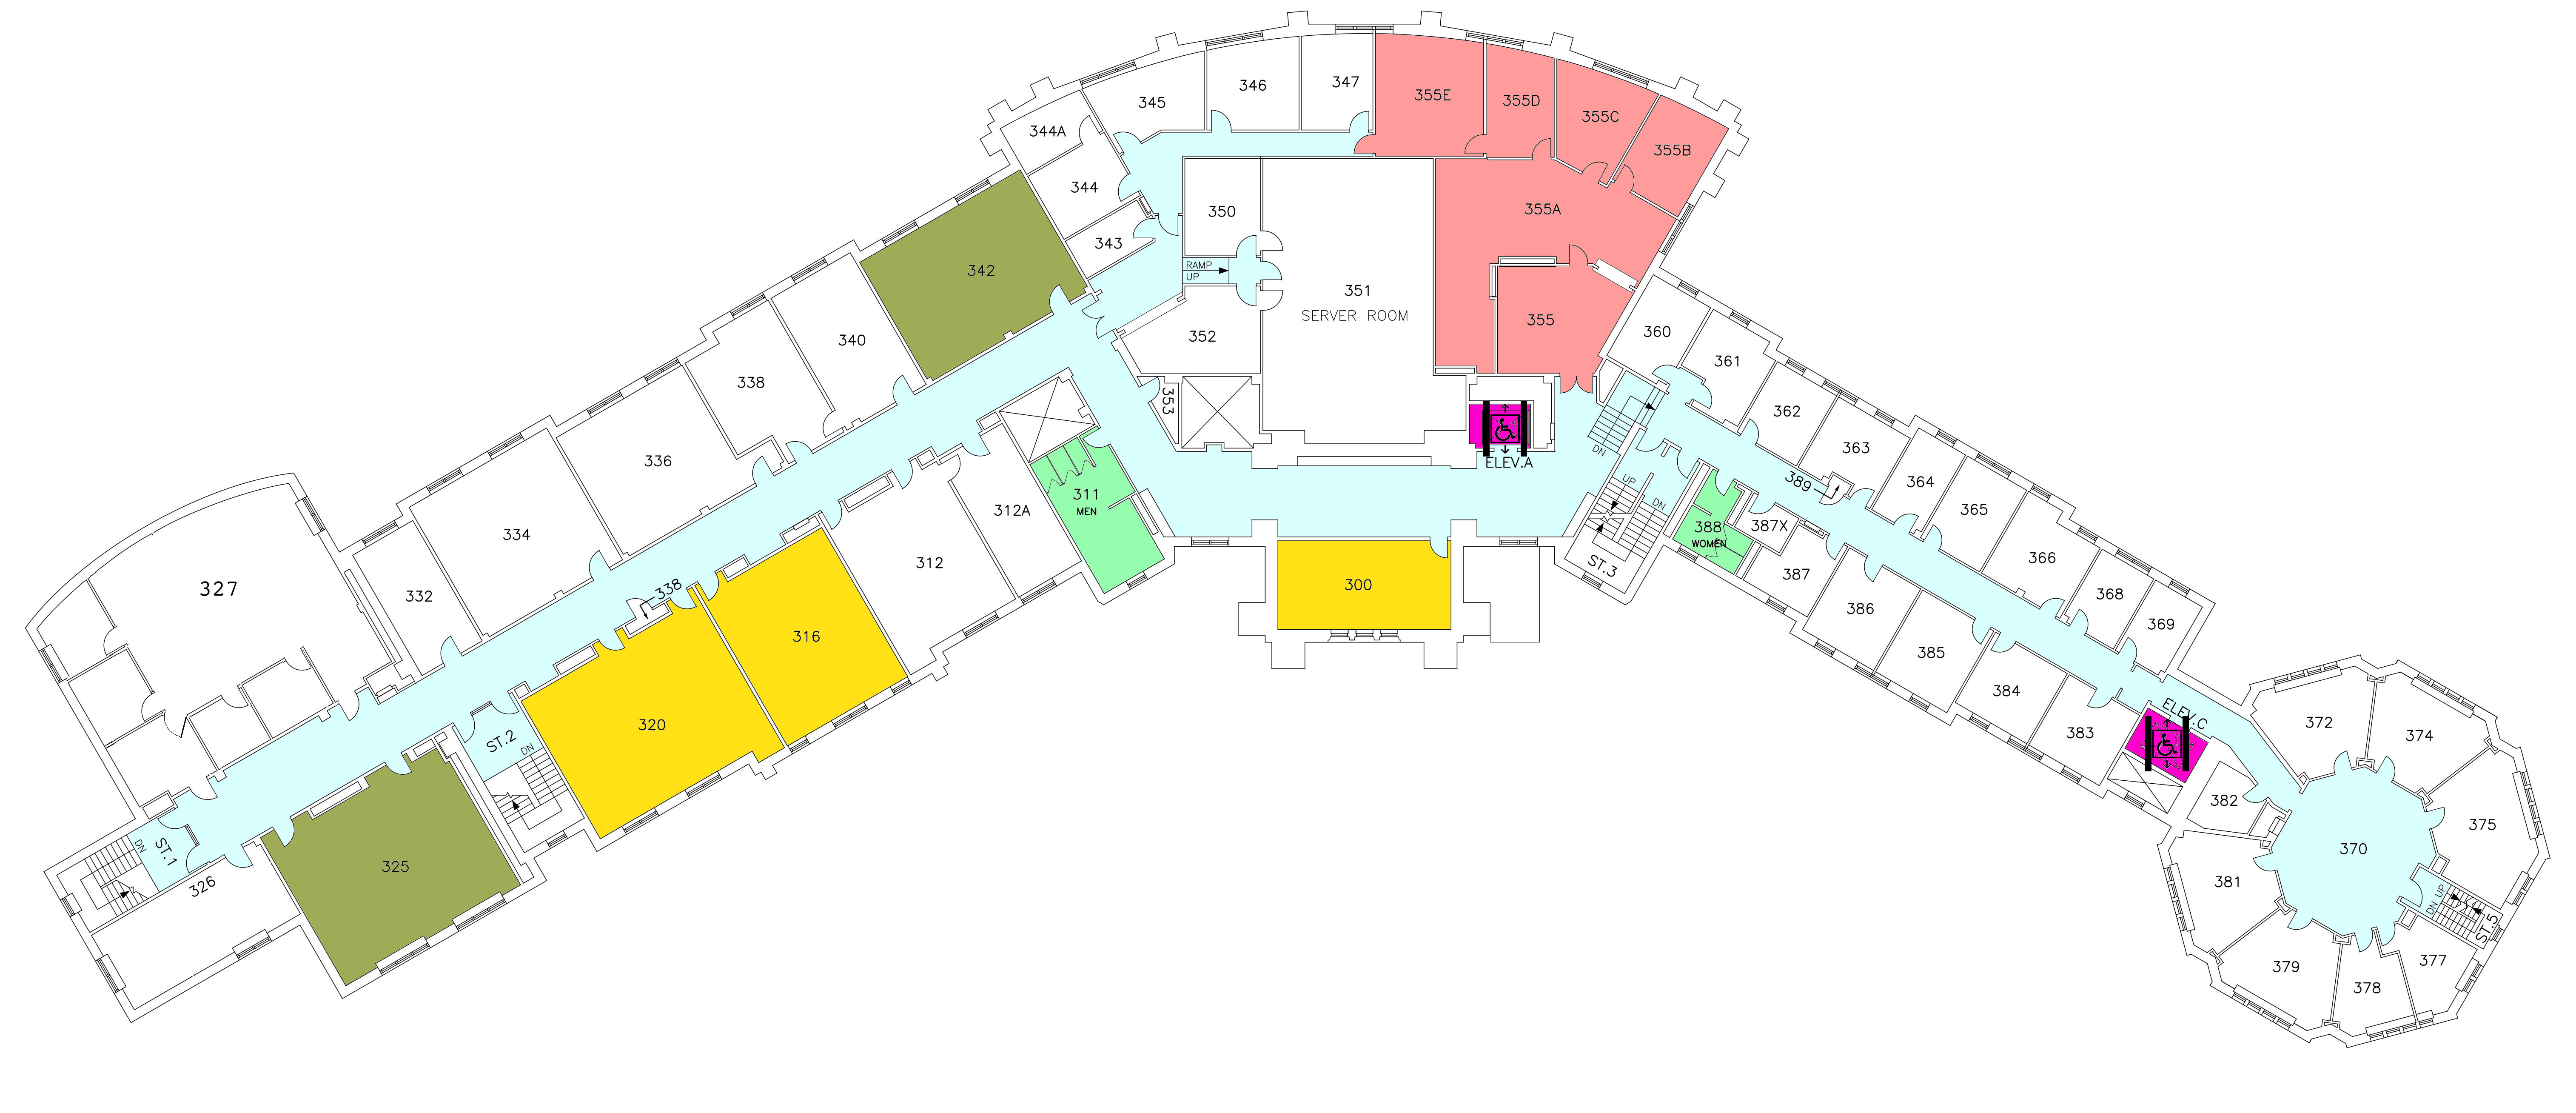 347
346
345
344A
344
343
342
340
338
336
334
332
327
350
RAMP
UP
351
SERVER ROOM
352
353
355E
355D
355C
355B
355A
355
ELEV.A
360
361
362
363
389
364
365
366
368
369
DN
UP
DN
ST.3
388
WOMEN
387X
387
386
385
384
383
ELEV.C
382
372
374
375
370
381
379
378
377
UP
DN
ST.5
300
311
MEN
312A
312
316
338
320
ST.2
DN
325
326
ST.1
DN